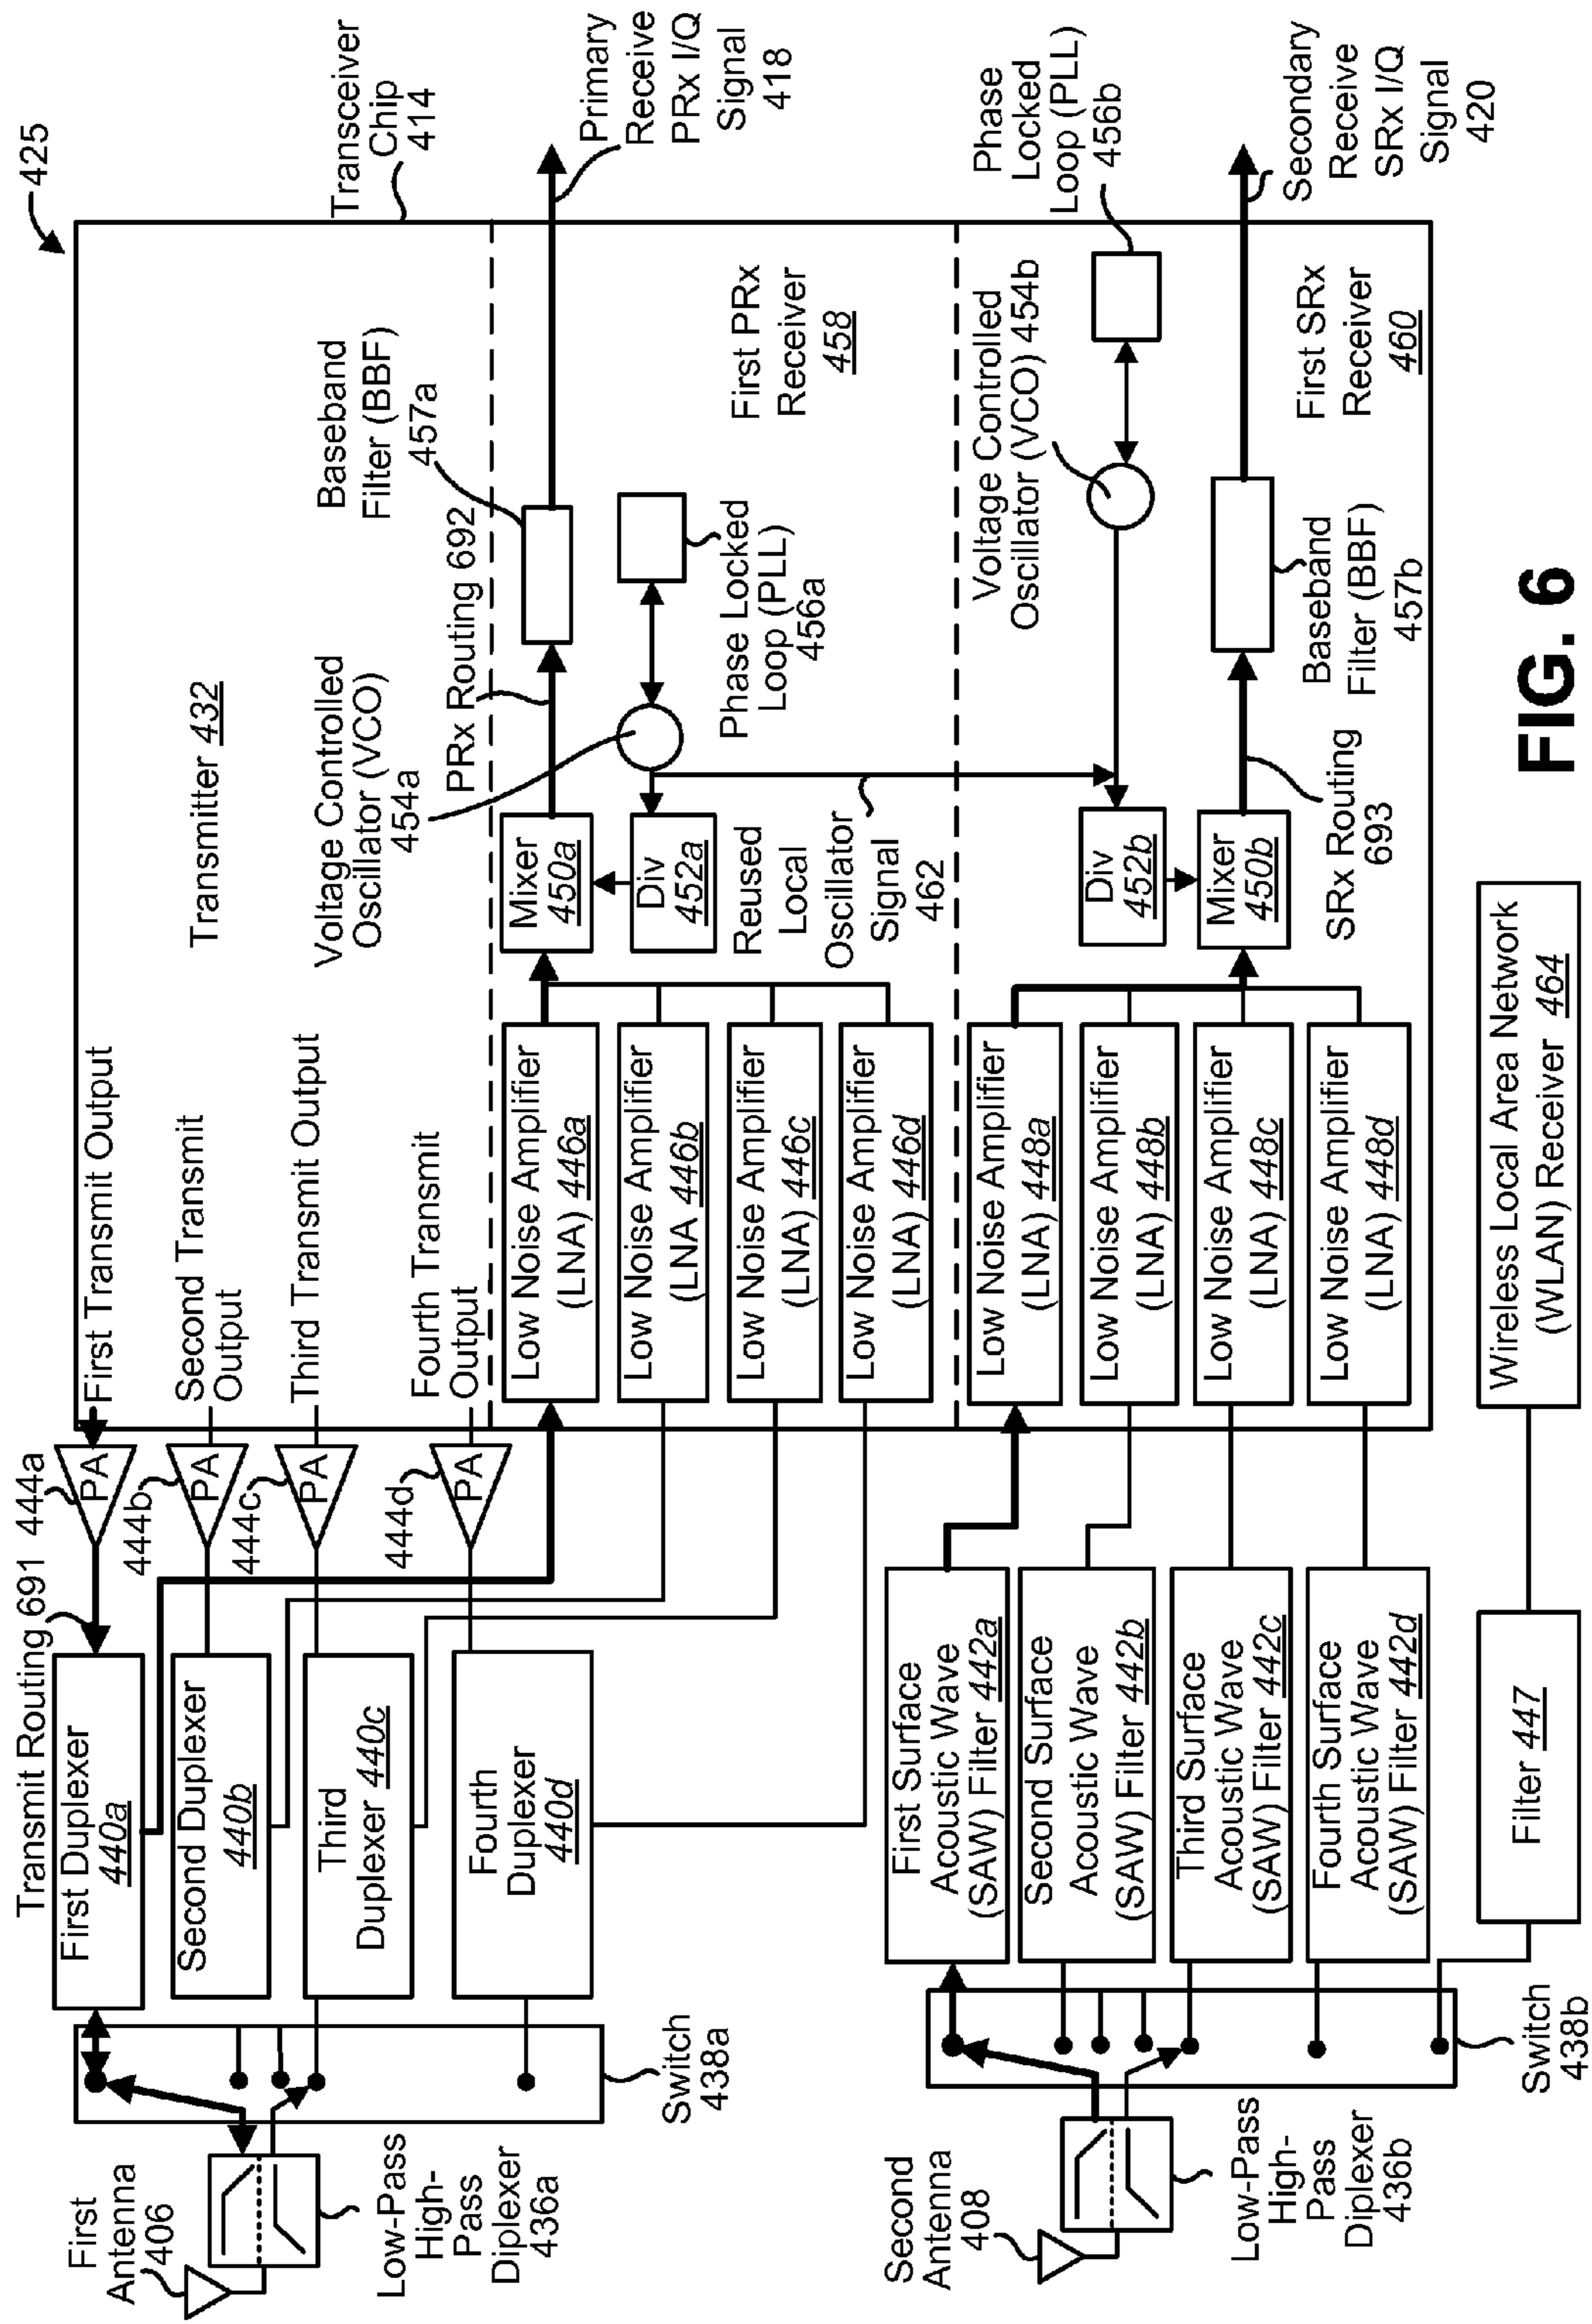 425
Transceiver
Chip
414
First Transmit Output
Second Transmit
Output
Third Transmit Output
Fourth Transmit
Output
Transmitter 432
Transmit Routing 691
444a
PA
444b
PA
444c
PA
444d
PA
First Duplexer
440a
Second Duplexer
440b
Third
Duplexer 440c
Fourth
Duplexer
440d
First
Antenna
406
Low-Pass
High-
Pass
Diplexer
436a
Switch
438a
Voltage Controlled
Oscillator (VCO)
454a
PRx Routing 692
Baseband
Filter (BBF)
457a
Primary
Receive
PRx I/Q
Signal
418
Low Noise Amplifier
(LNA) 446a
Low Noise Amplifier
(LNA 446b
Low Noise Amplifier
(LNA) 446c
Low Noise Amplifier
(LNA) 446d
Mixer
450a
Div
452a
Phase Locked
Loop (PLL)
456a
First PRx
Receiver
458
Reused
Local
Oscillator
Signal
462
Second
Antenna
408
Low-Pass
High-
Pass
Diplexer
436b
Switch
438b
First Surface
Acoustic Wave
(SAW) Filter 442a
Second Surface
Acoustic Wave
(SAW) Filter 442b
Third Surface
Acoustic Wave
(SAW) Filter 442c
Fourth Surface
Acoustic Wave
(SAW) Filter 442d
Low Noise Amplifier
(LNA) 448a
Low Noise Amplifier
(LNA) 448b
Low Noise Amplifier
(LNA) 448c
Low Noise Amplifier
(LNA) 448d
Voltage Controlled
Oscillator (VCO) 454b
Phase
Locked
Loop (PLL)
456b
Div
452b
Mixer
450b
SRx Routing
693
Baseband
Filter (BBF)
457b
First SRx
Receiver
460
Secondary
Receive
SRx I/Q
Signal
420
Filter 447
Wireless Local Area Network
(WLAN) Receiver 464
FIG. 6